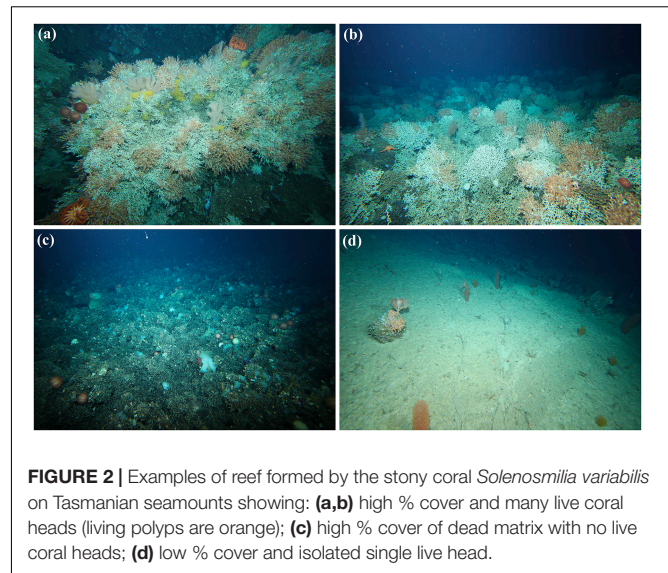 (a)
(b)
(c)
(d)
FIGURE 2 | Examples of reef formed by the stony coral Solenosmilia variabilis
on Tasmanian seamounts showing: (a,b) high % cover and many live coral
heads (living polyps are orange); (c) high % cover of dead matrix with no live
coral heads; (d) low % cover and isolated single live head.